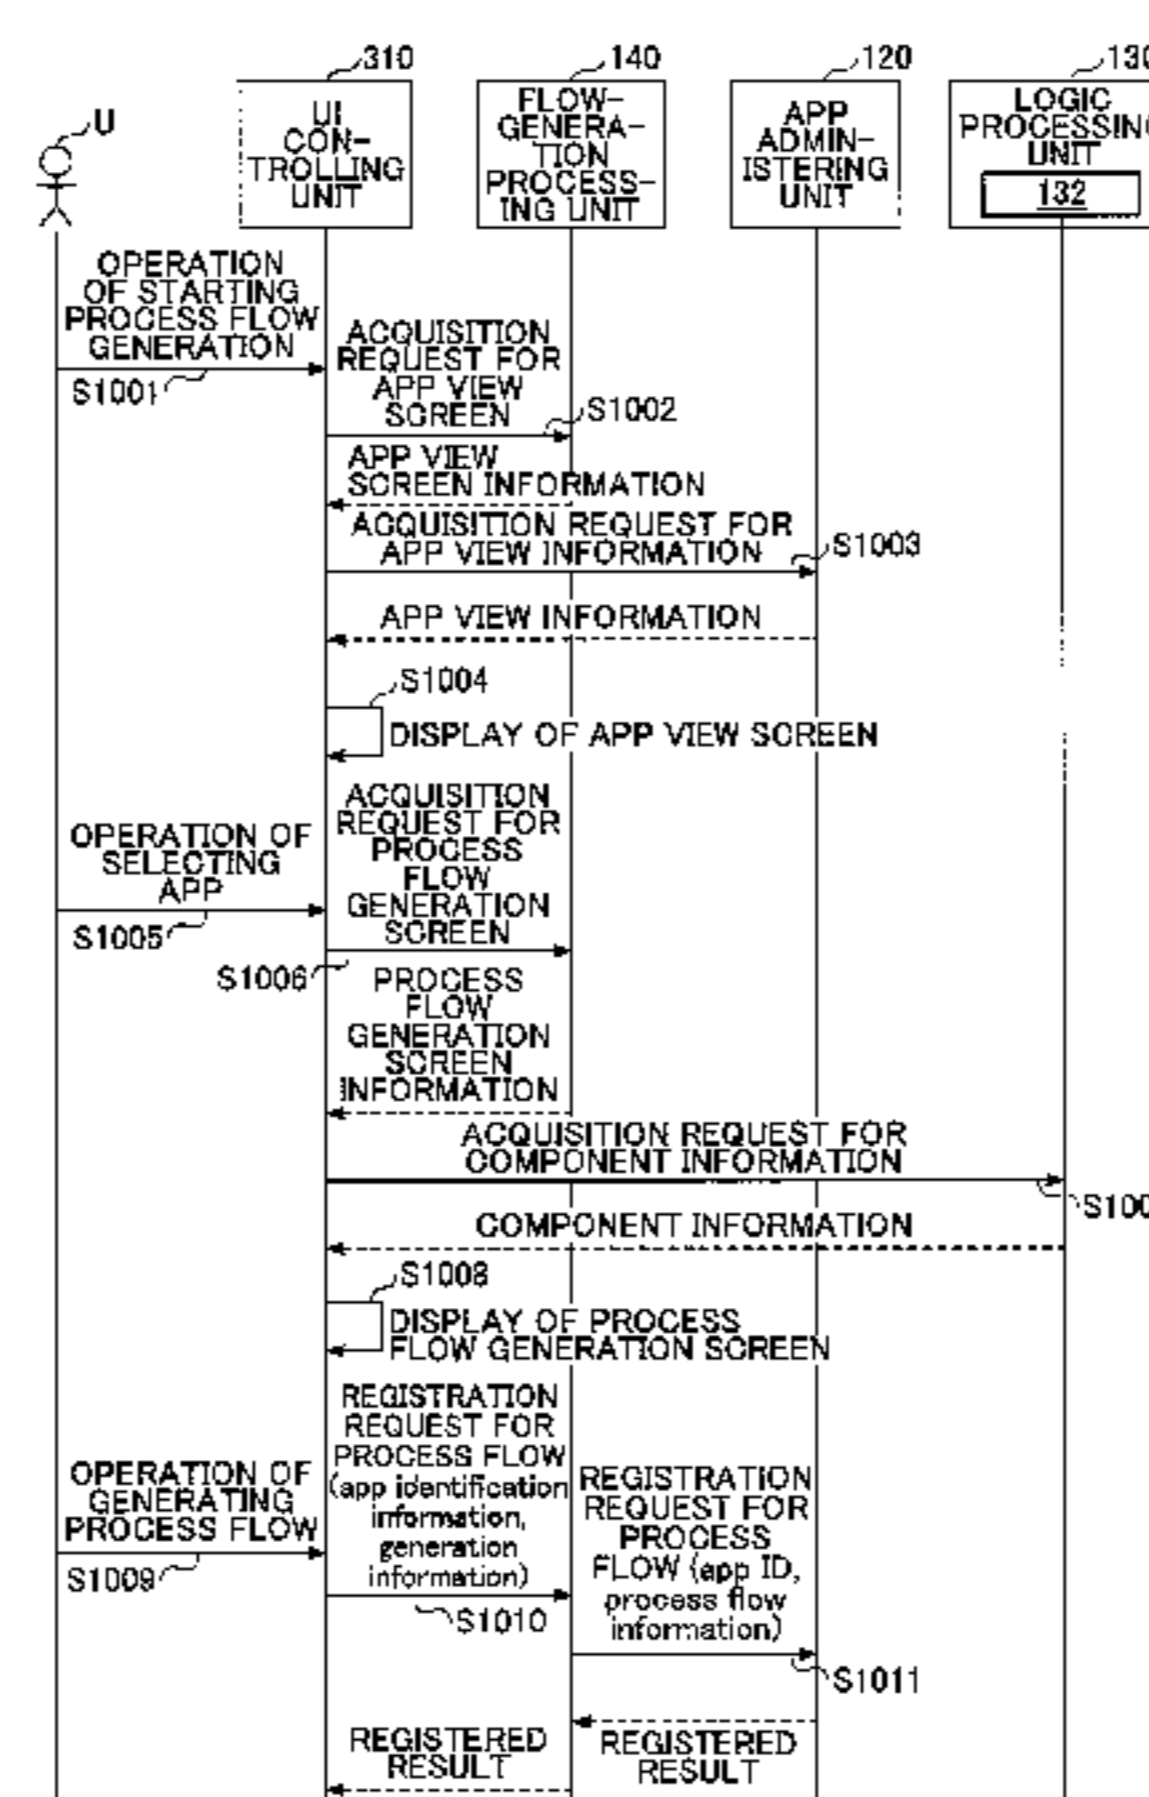 310
140
120
130
U
UI
CON-
TROLLING
UNIT
FLOW-
GENERA-
TION
PROCESS-
ING UNIT
APP
ADMIN-
ISTERING
UNIT
LOGIC
PROCESSING
UNIT
132
OPERATION
OF STARTING
PROCESS FLOW
GENERATION
S1001
ACQUISITION
REQUEST FOR
APP VIEW
SCREEN
S1002
APP VIEW
SCREEN INFORMATION
ACQUISITION REQUEST FOR
APP VIEW INFORMATION
S1003
APP VIEW INFORMATION
S1004
DISPLAY OF APP VIEW SCREEN
OPERATION OF
SELECTING
APP
S1005
ACQUISITION
REQUEST FOR
PROCESS
FLOW
GENERATION
SCREEN
S1006
PROCESS
FLOW
GENERATION
SCREEN
INFORMATION
ACQUISITION REQUEST FOR
COMPONENT INFORMATION
S100
COMPONENT INFORMATION
S1008
DISPLAY OF PROCESS
FLOW GENERATION SCREEN
OPERATION OF
GENERATING
PROCESS FLOW
S1009
REGISTRATION
REQUEST FOR
PROCESS FLOW
(app identification
information,
generation
information)
S1010
REGISTRATION
REQUEST FOR
PROCESS
FLOW (app ID,
process flow
information)
S1011
REGISTERED
RESULT
REGISTERED
RESULT